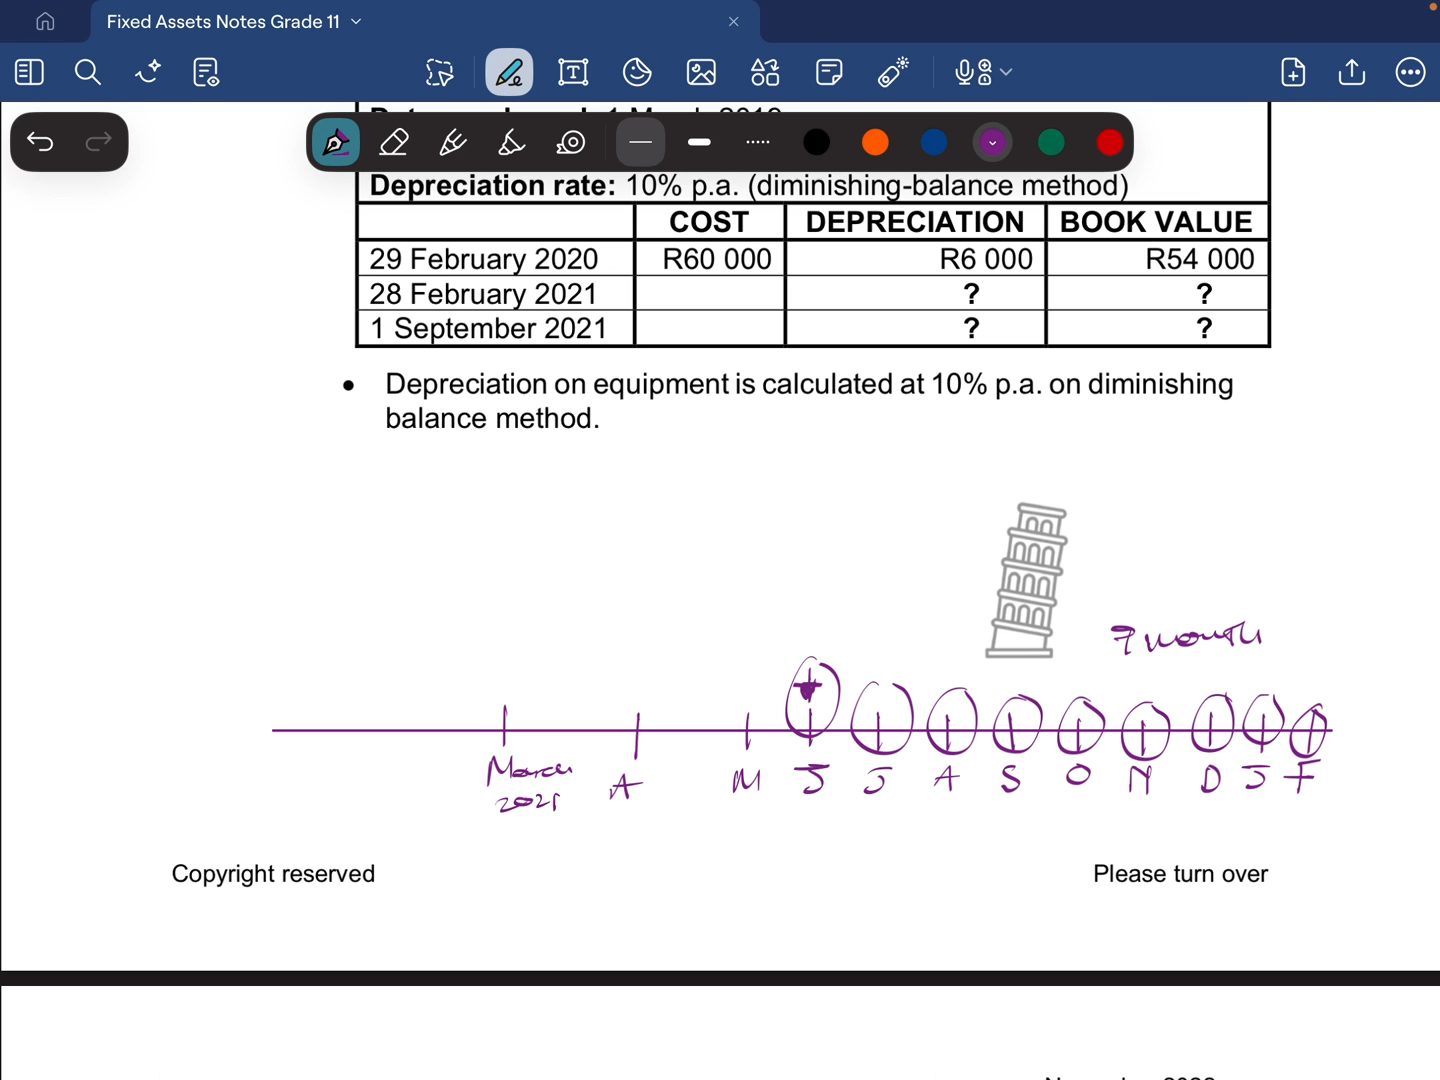 Fixed Assets Notes Grade 11
Depreciation rate: 10% p.a. (diminishing-balance method)
COST DEPRECIATION BOOK VALUE
29 February 2020 R60 000 R6 000 R54 000
28 February 2021 ? ?
1 September 2021 ? ?
• Depreciation on equipment is calculated at 10% p.a. on diminishing
balance method.
7 month
March A M J J A S O N D J F
2021
Copyright reserved Please turn over